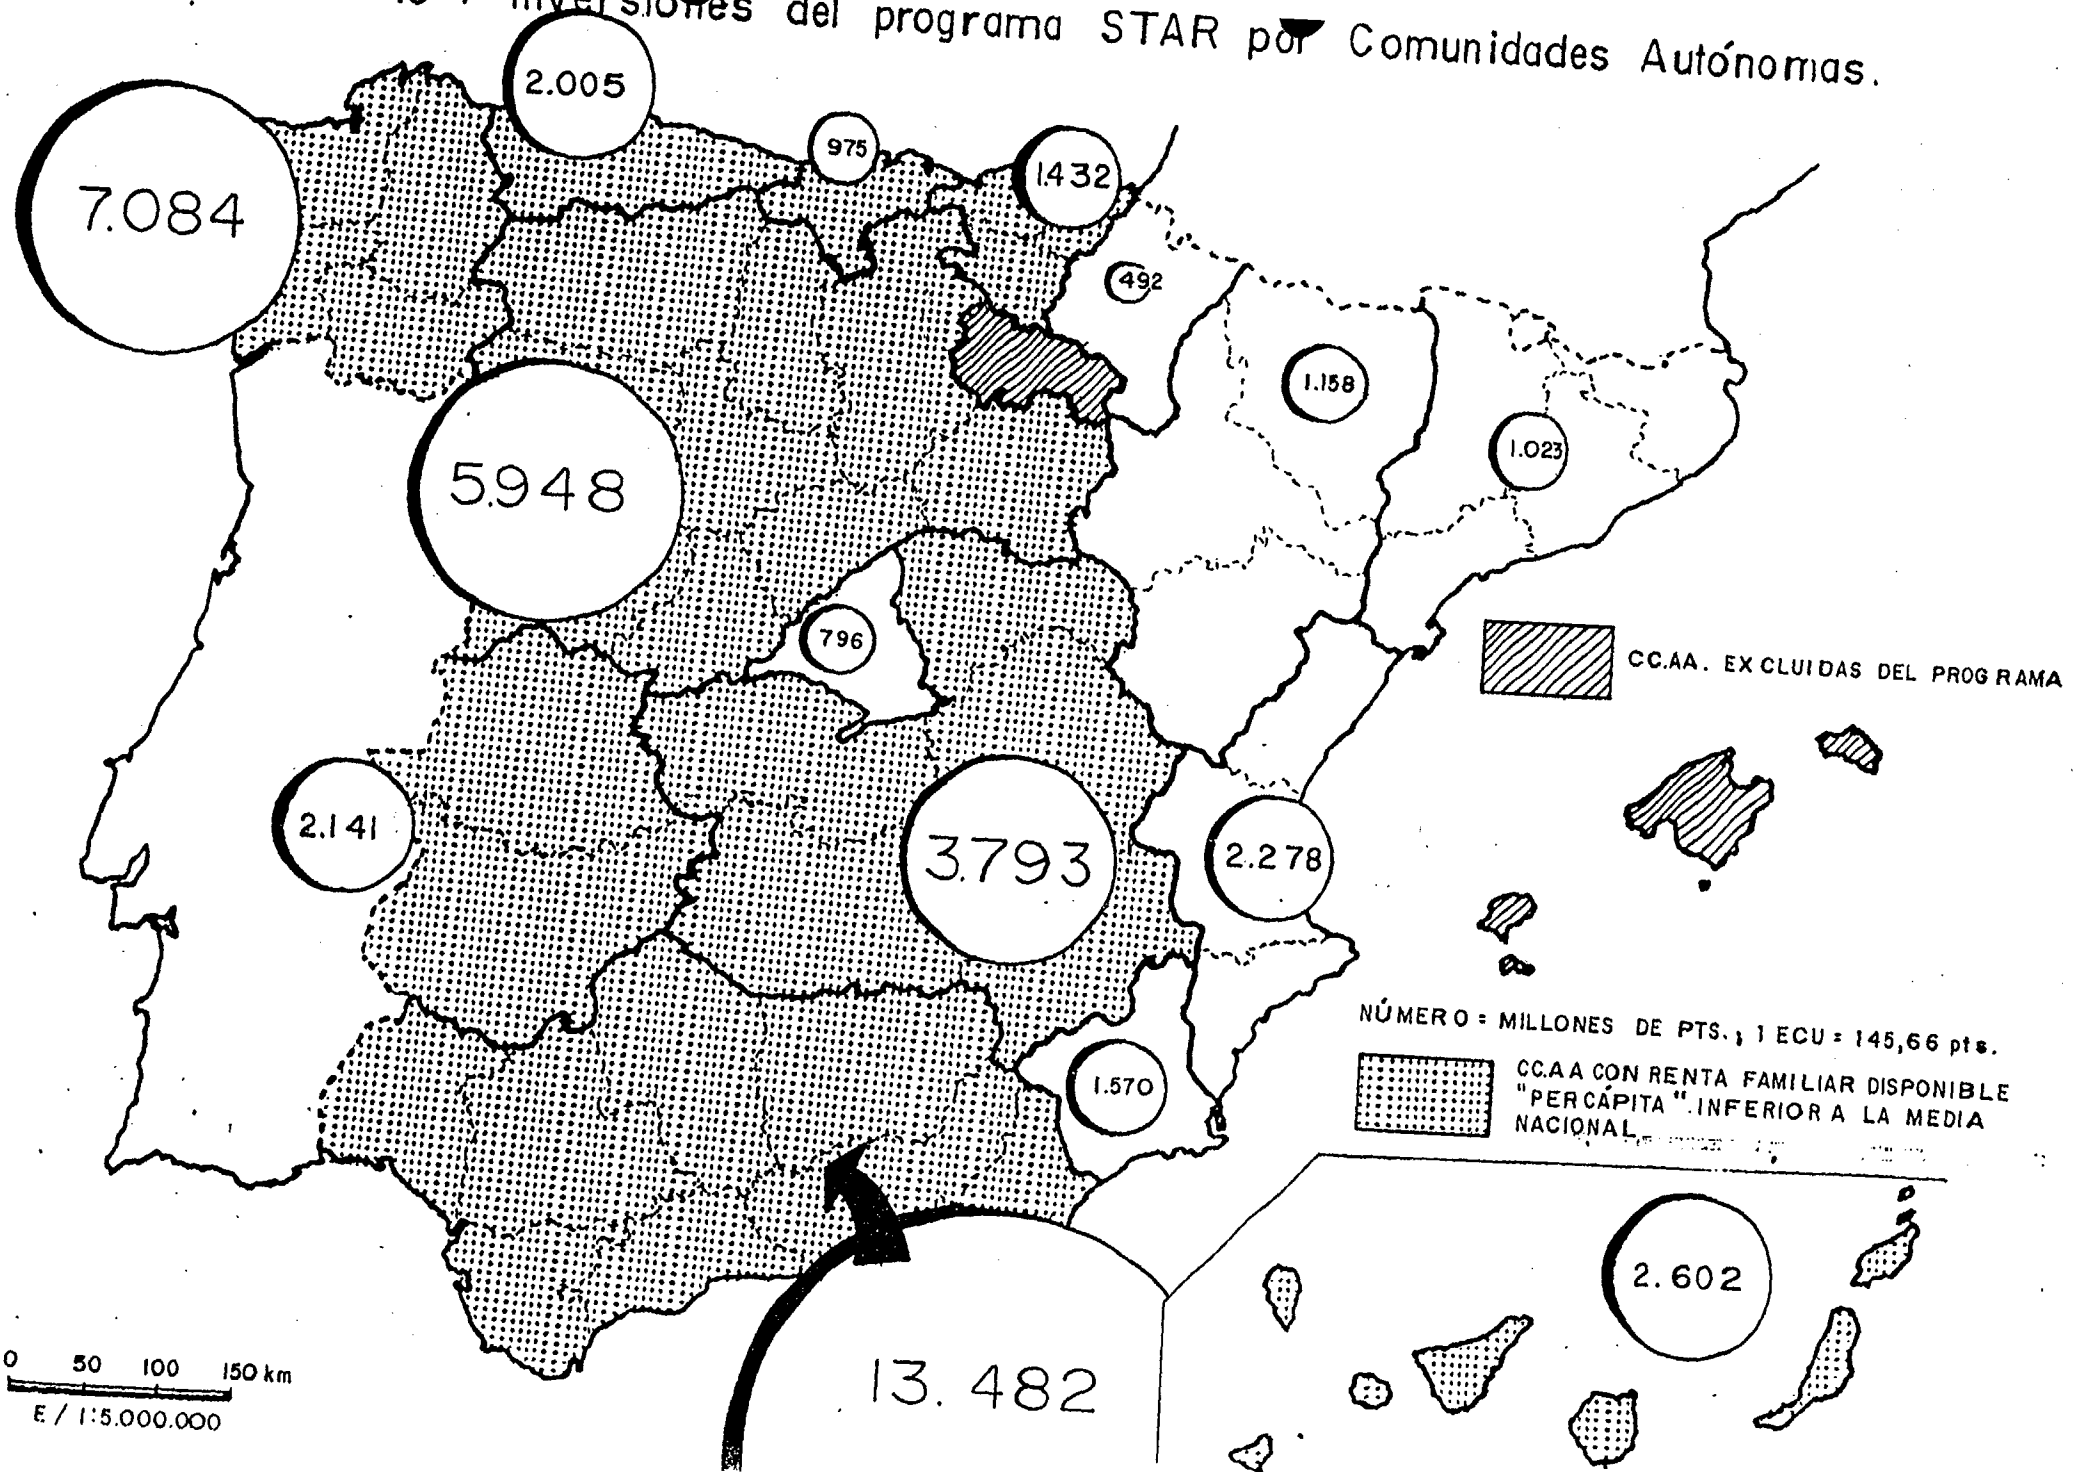 Inversiones del programa STAR por Comunidades Autónomas.
2.005
975
1.432
7.084
492
1.158
1.023
5.948
796
CC.AA. EXCLUIDAS DEL PROGRAMA
2.141
3.793
2.278
NÚMERO = MILLONES DE PTS., 1 ECU = 145,66 pts.
CC.AA CON RENTA FAMILIAR DISPONIBLE
"PER CÁPITA". INFERIOR A LA MEDIA
NACIONAL
1.570
2.602
13.482
0 50 100 150 km
E / 1:5.000.000